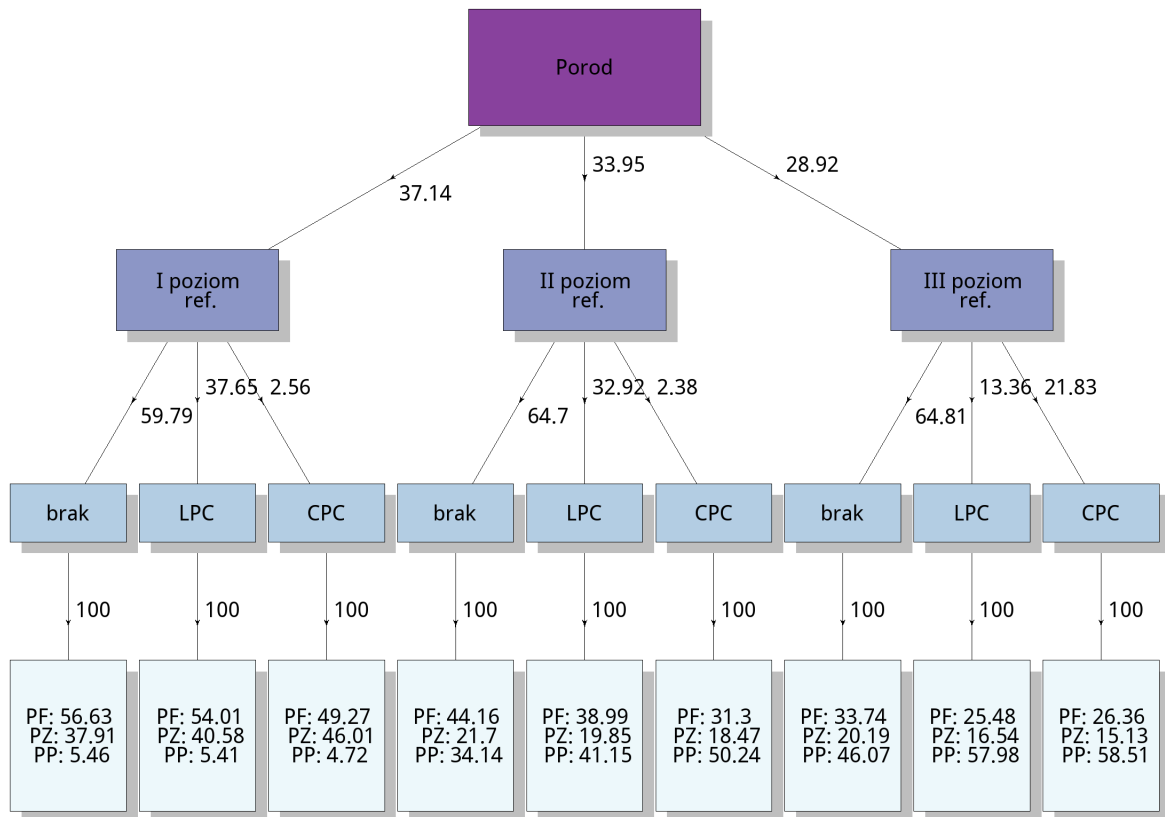 Porod
37.14
33.95
28.92
I poziom
ref.
II poziom
ref.
III poziom
ref.
59.79
37.65
2.56
64.7
32.92
2.38
64.81
13.36
21.83
brak
LPC
CPC
brak
LPC
CPC
brak
LPC
CPC
100
100
100
100
100
100
100
100
100
PF: 56.63
PZ: 37.91
PP: 5.46
PF: 54.01
PZ: 40.58
PP: 5.41
PF: 49.27
PZ: 46.01
PP: 4.72
PF: 44.16
PZ: 21.7
PP: 34.14
PF: 38.99
PZ: 19.85
PP: 41.15
PF: 31.3
PZ: 18.47
PP: 50.24
PF: 33.74
PZ: 20.19
PP: 46.07
PF: 25.48
PZ: 16.54
PP: 57.98
PF: 26.36
PZ: 15.13
PP: 58.51